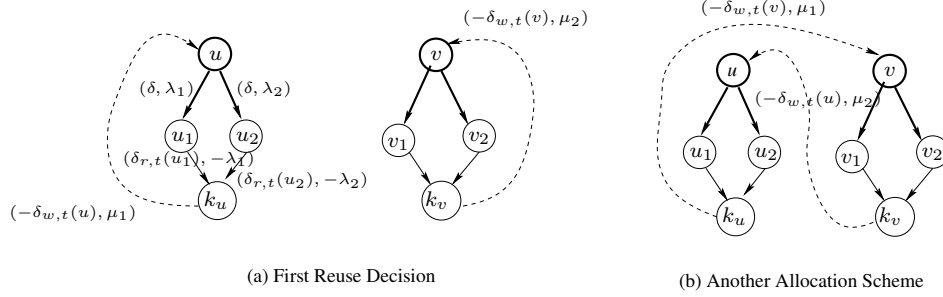 (−δw,t(v), μ2)
(−δw,t(v), μ1)
u
v
u
v
(δ, λ1)
(δ, λ2)
(−δw,t(u), μ2)
u1
u2
v1
v2
u1
u2
v1
v2
(δr,t(u1), −λ1)
(δr,t(u2), −λ2)
ku
kv
ku
kv
(−δw,t(u), μ1)
(a) First Reuse Decision
(b) Another Allocation Scheme